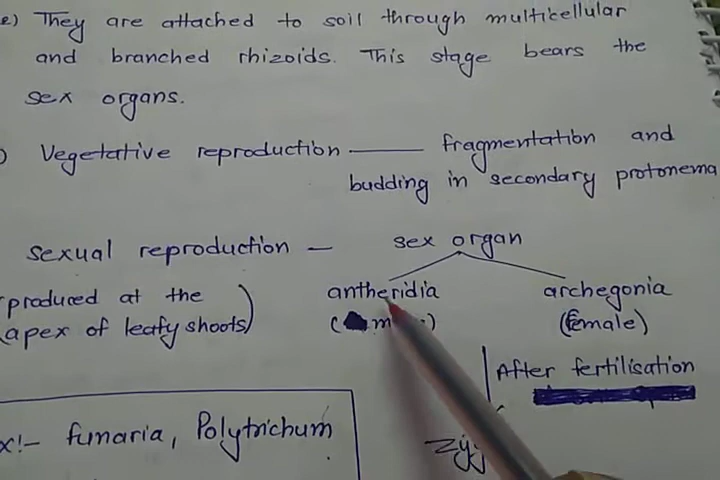 e) They are attached to soil through multicellular
and branched rhizoids. This stage bears the
sex organs.
) Vegetative reproduction — fragmentation and
budding in secondary protonema
sexual reproduction — sex organ
(produced at the
apex of leafy shoots)
antheridia
archegonia
(female)
After fertilisation
x!- funaria, Polytrichum